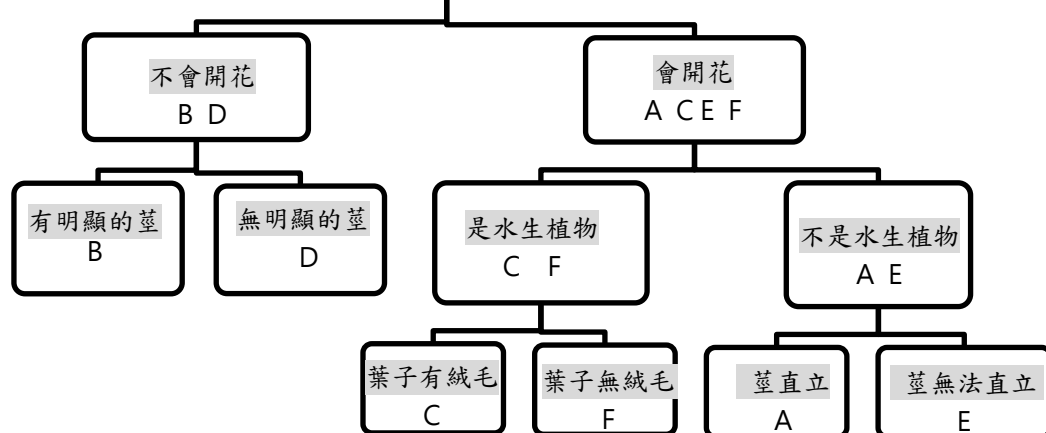 不會開花
B D
會開花
A C E F
有明顯的莖
B
無明顯的莖
D
是水生植物
C F
不是水生植物
A E
葉子有絨毛
C
葉子無絨毛
F
莖直立
A
莖無法直立
E